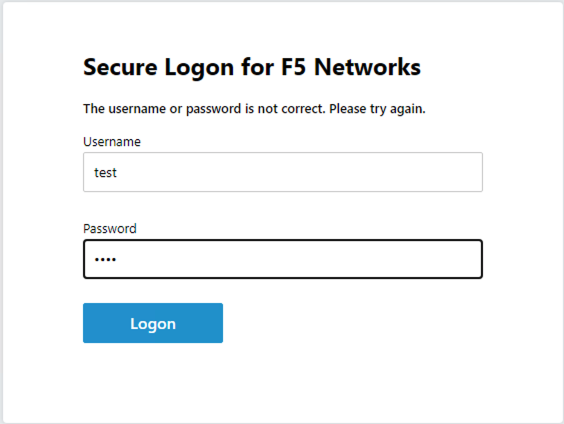 Secure Logon for F5 Networks
The username or password is not correct. Please try again.
Username
test
Password
••••
Logon